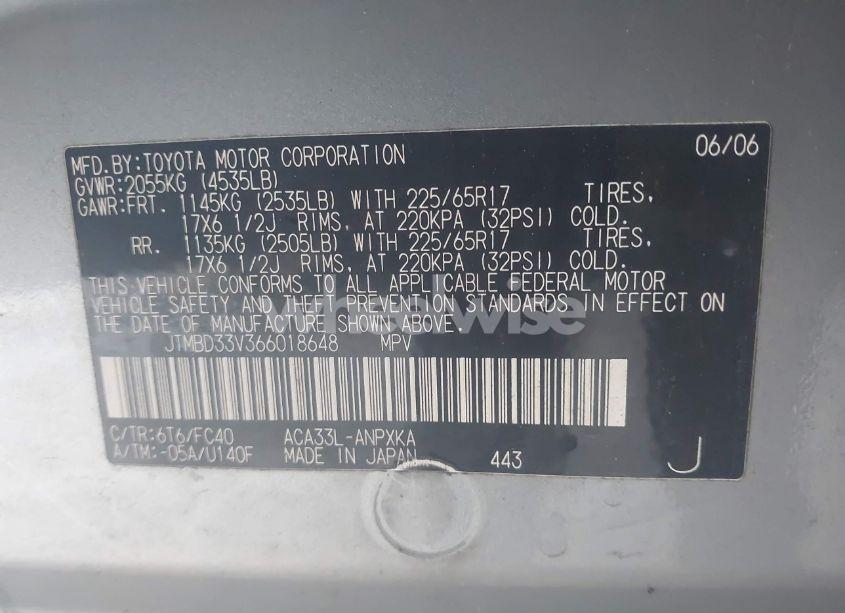 06/06
MFD.BY:TOYOTA MOTOR CORPORATION
GVWR:2055KG (4535LB)
GAWR:FRT. 1145KG (2535LB) WITH 225/65R17 TIRES,
17X6 1/2J RIMS, AT 220KPA (32PSI) COLD.
RR. 1135KG (2505LB) WITH 225/65R17 TIRES,
17X6 1/2J RIMS, AT 220KPA (32PSI) COLD.
THIS VEHICLE CONFORMS TO ALL APPLICABLE FEDERAL MOTOR
VEHICLE SAFETY AND THEFT PREVENTION STANDARDS IN EFFECT ON
THE DATE OF MANUFACTURE SHOWN ABOVE.
wheelwise
JTMBD33V366018648 MPV
C/TR:6T6/FC40 ACA33L-ANPXKA
A/TM:-05A/U140F MADE IN JAPAN 443 J